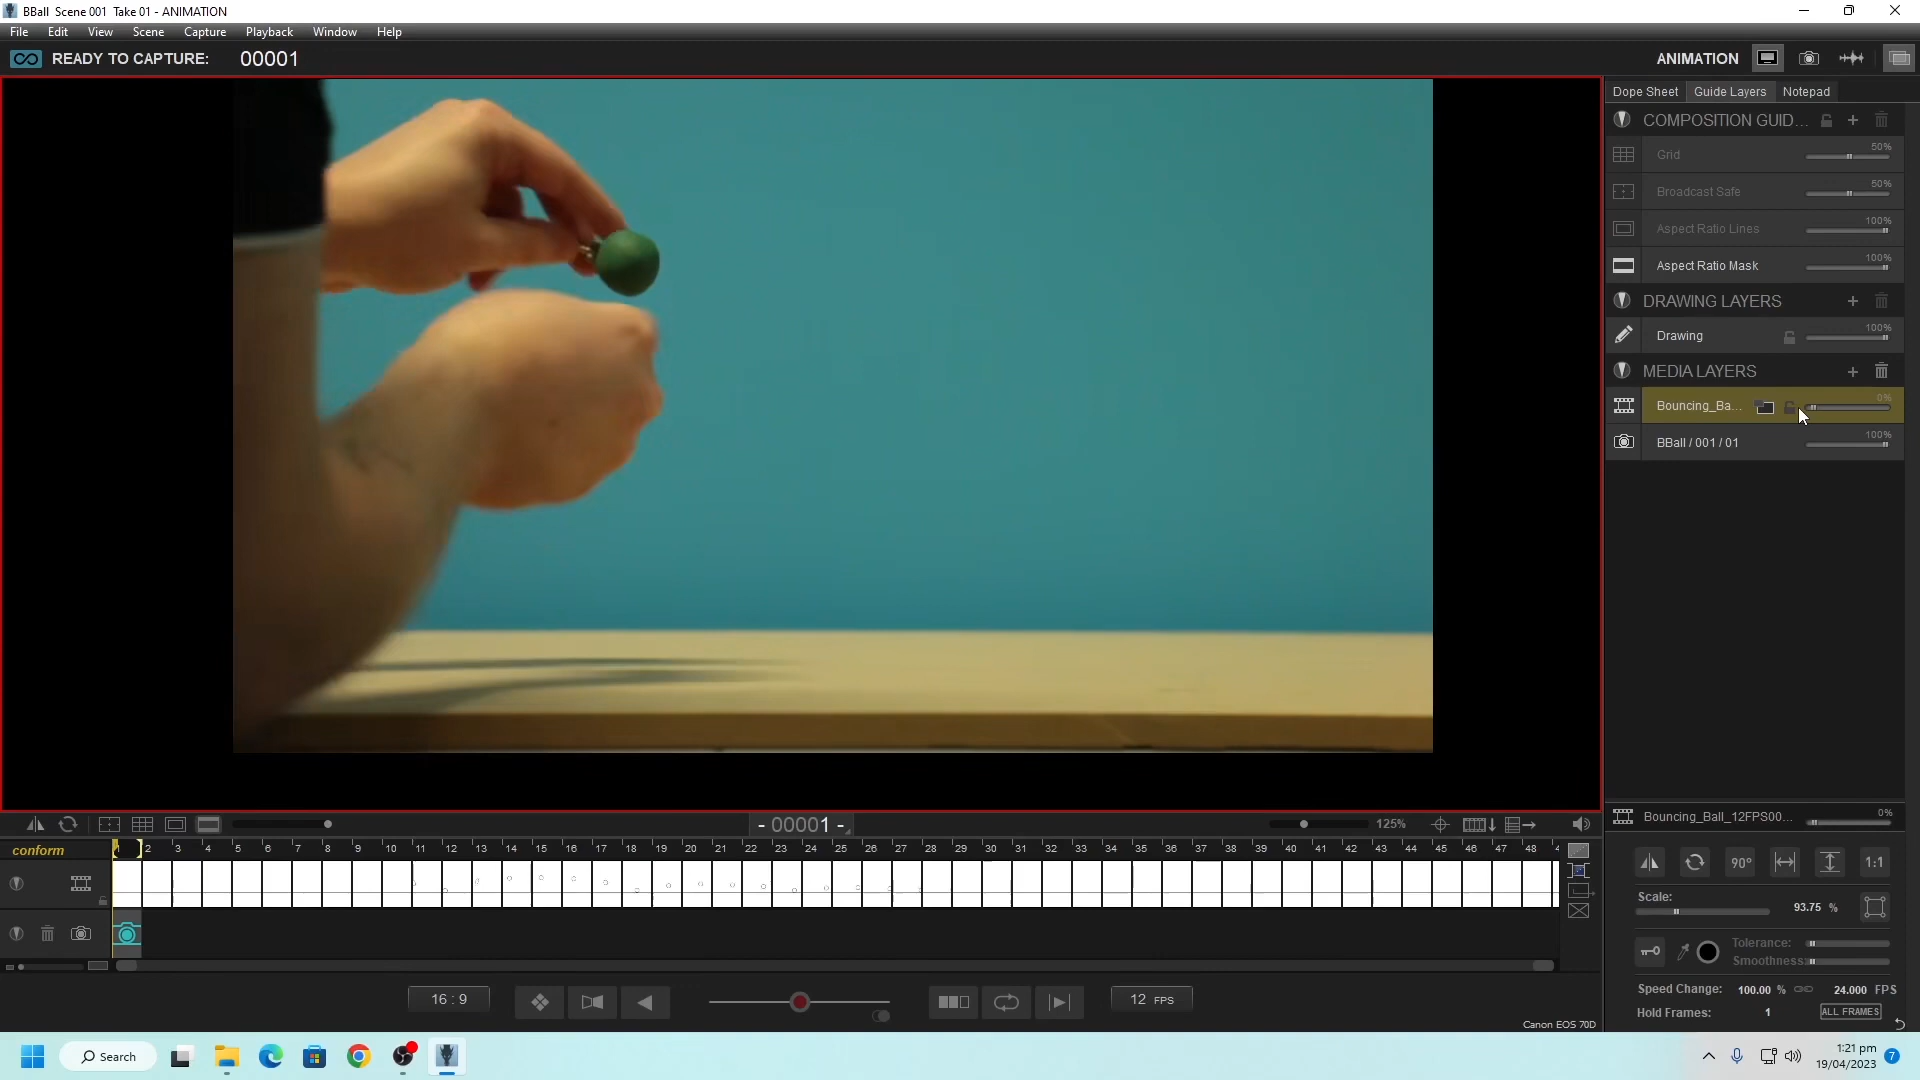 BBall Scene 001 Take 01 - ANIMATION
File Edit View Scene Capture Playback Window Help
READY TO CAPTURE: 00001
ANIMATION
Dope Sheet Guide Layers Notepad
COMPOSITION GUID...
Grid 50%
Broadcast Safe 50%
Aspect Ratio Lines 100%
Aspect Ratio Mask 100%
DRAWING LAYERS
Drawing 100%
MEDIA LAYERS
Bouncing_Ba... 0%
BBall / 001 / 01 100%
- 00001 -
125%
Bouncing_Ball_12FPS00... 0%
conform
1 2 3 4 5 6 7 8 9 10 11 12 13 14 15 16 17 18 19 20 21 22 23 24 25 26 27 28 29 30 31 32 33 34 35 36 37 38 39 40 41 42 43 44 45 46 47 48
90° 1:1
Scale: 93.75 %
Tolerance:
Smoothness:
Speed Change: 100.00 % 24.000 FPS
Hold Frames: 1 ALL FRAMES
16 : 9
12 FPS
Canon EOS 70D
Search
1:21 pm
19/04/2023
7